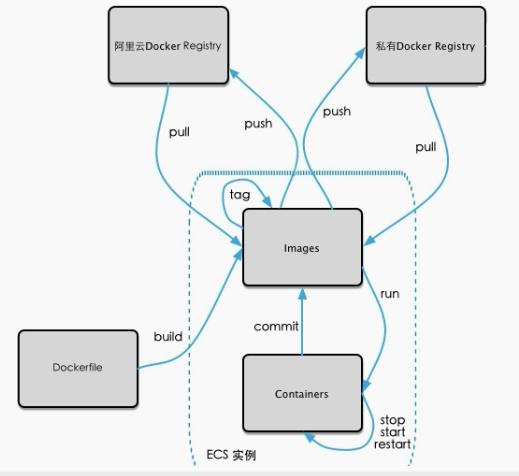 阿里云Docker Registry
私有Docker Registry
pull
push
push
pull
tag
Images
run
build
commit
Dockerfile
Containers
stop
start
restart
ECS 实例